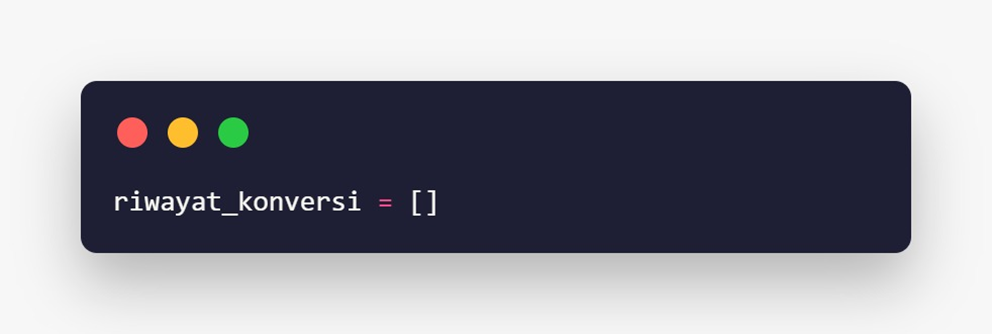 riwayat_konversi = []